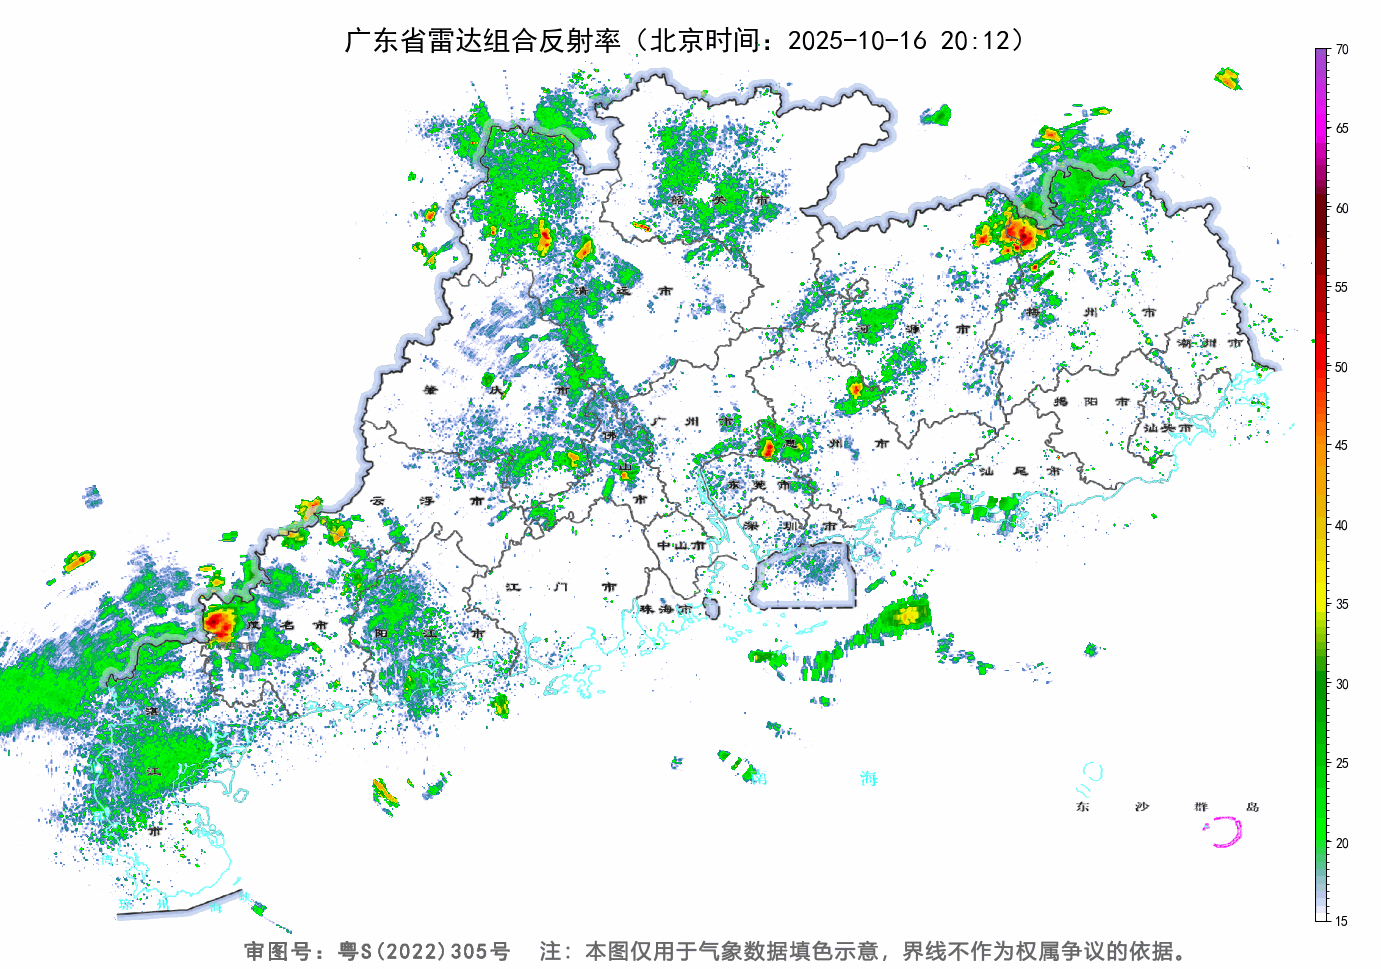 广东省雷达组合反射率（北京时间：2025-10-16 20:12）
70
65
60
55
50
45
40
35
30
25
20
15
韶关市
清远市
河源市
梅州市
潮州市
肇庆市
广州市
揭阳市
汕头市
佛山市
惠州市
汕尾市
云浮市
东莞市
深圳市
中山市
江门市
珠海市
茂名市
阳江市
湛江市
南海
东沙群岛
琼州海峡
审图号：粤S(2022)305号 注：本图仅用于气象数据填色示意，界线不作为权属争议的依据。